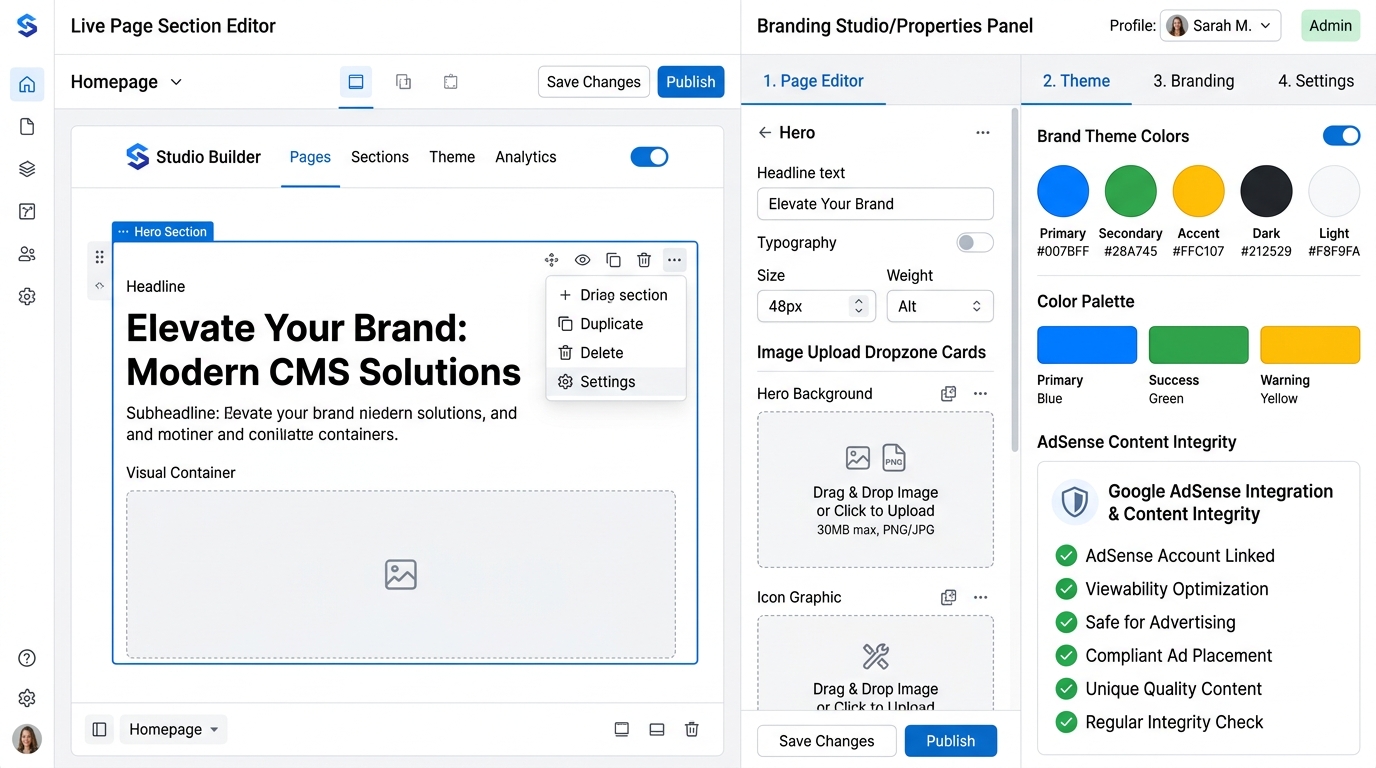 Live Page Section Editor
Branding Studio/Properties Panel
Profile:
Sarah M.
Admin
Homepage
Save Changes
Publish
1. Page Editor
2. Theme
3. Branding
4. Settings
Studio Builder
Pages
Sections
Theme
Analytics
Hero Section
Headline
Elevate Your Brand:
Modern CMS Solutions
Subheadline: Eevate your brand niedern solutions, and
and motiner and containers.
Visual Container
Driag section
Duplicate
Delete
Settings
Homepage
Hero
Headline text
Elevate Your Brand
Typography
Size
Weight
48px
Alt
Image Upload Dropzone Cards
Hero Background
PNG
Drag & Drop Image
or Click to Upload
30MB max, PNG/JPG
Icon Graphic
Drag & Drop Image
or Click to Upload
Save Changes
Publish
Brand Theme Colors
Primary
#007BFF
Secondary
#28A745
Accent
#FFC107
Dark
#212529
Light
#F8F9FA
Color Palette
Primary
Blue
Success
Green
Warning
Yellow
AdSense Content Integrity
Google AdSense Integration
& Content Integrity
AdSense Account Linked
Viewability Optimization
Safe for Advertising
Compliant Ad Placement
Unique Quality Content
Regular Integrity Check